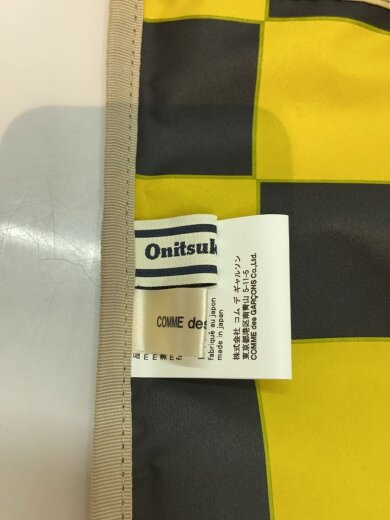 Onitsuk
COMME des
fabriqué au japon
made in japan
株式会社 コム デ ギャルソン
東京都港区南青山 5-11-5
COMME des GARÇONS Co.,Ltd.